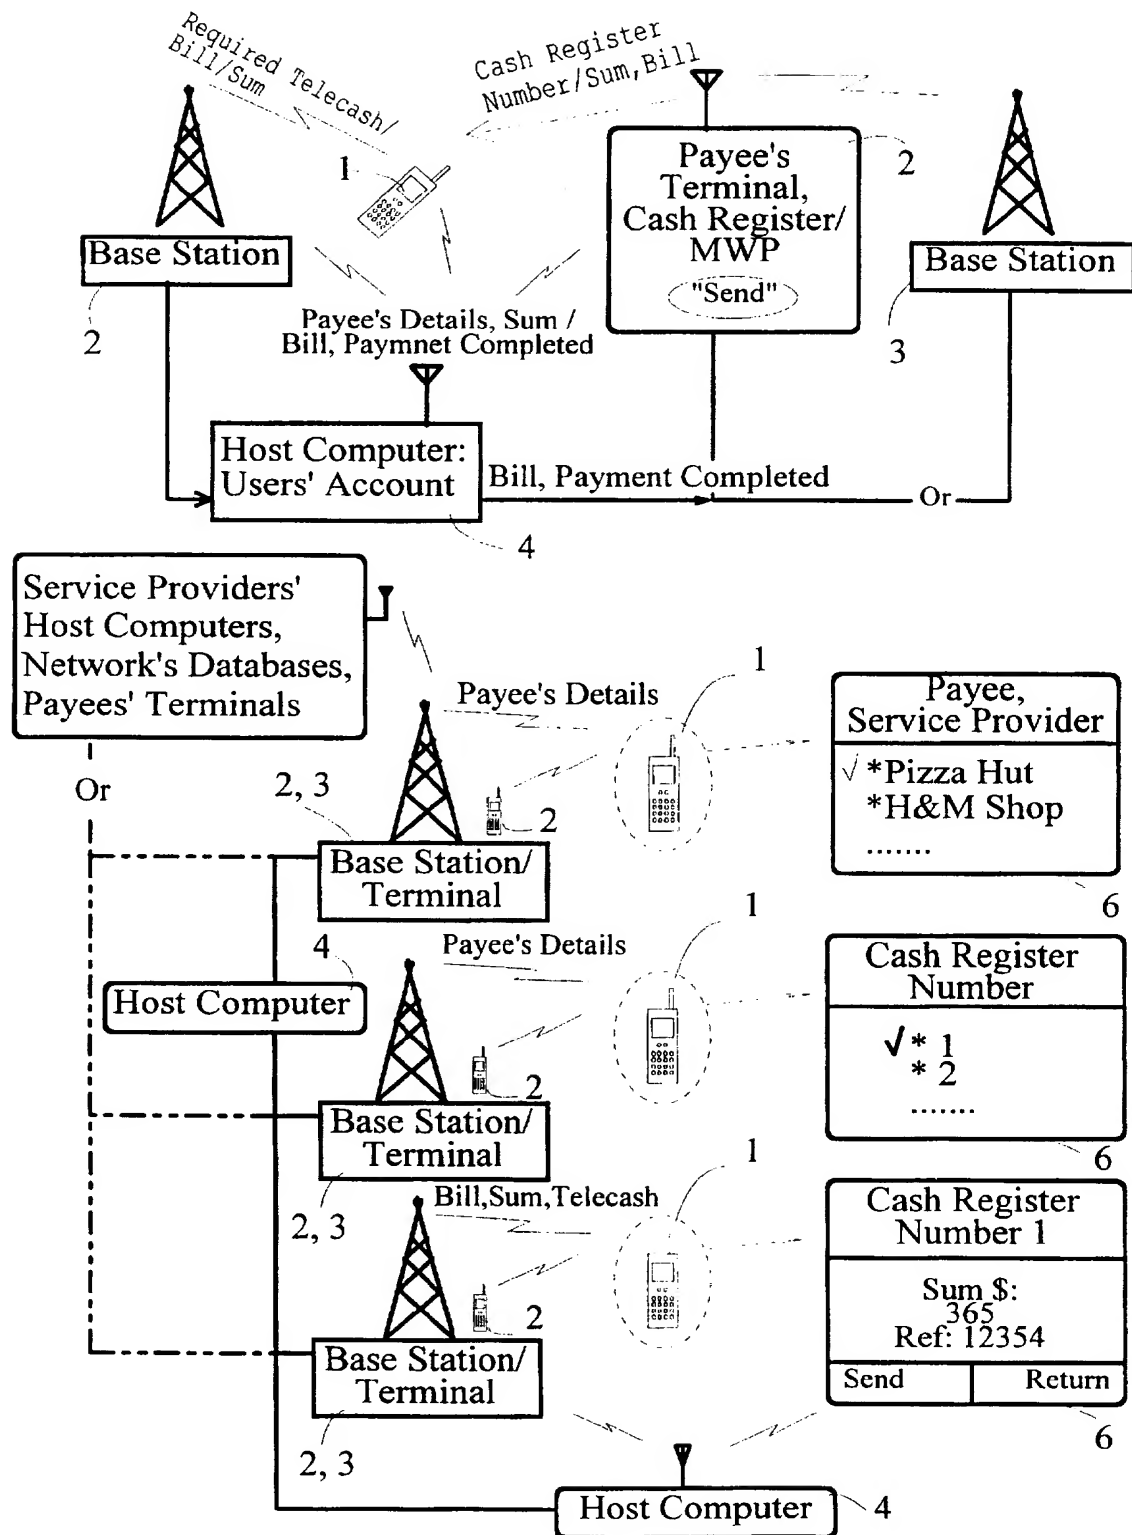 Required Telecash/
Bill/Sum
Cash Register
Number/Sum,Bill
1
Payee's
Terminal,
Cash Register/
MWP
"Send"
2
Base Station
2
Base Station
3
Payee's Details, Sum /
Bill, Paymnet Completed
Host Computer:
Users' Account
Bill, Payment Completed
Or
4
Service Providers'
Host Computers,
Network's Databases,
Payees' Terminals
Or
Payee's Details
1
2, 3
2
Base Station/
Terminal
Payee,
Service Provider
√ *Pizza Hut
*H&M Shop
.......
6
4
Host Computer
Payee's Details
1
2
Base Station/
Terminal
2, 3
Cash Register
Number
√ * 1
* 2
.......
6
Bill,Sum,Telecash
1
2
Base Station/
Terminal
2, 3
Cash Register
Number 1
Sum $:
365
Ref: 12354
Send Return
6
Host Computer
4